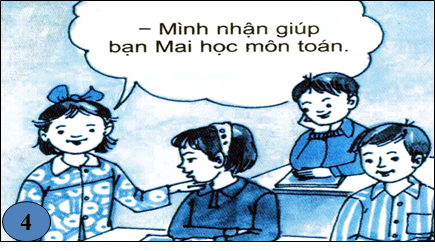 – Mình nhận giúp
bạn Mai học môn toán.
4